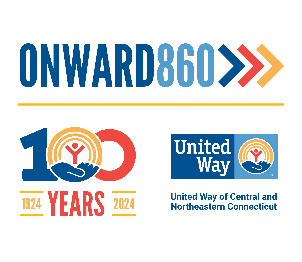 ONWARD860
100
1924 YEARS 2024
United
Way
United Way of Central and
Northeastern Connecticut